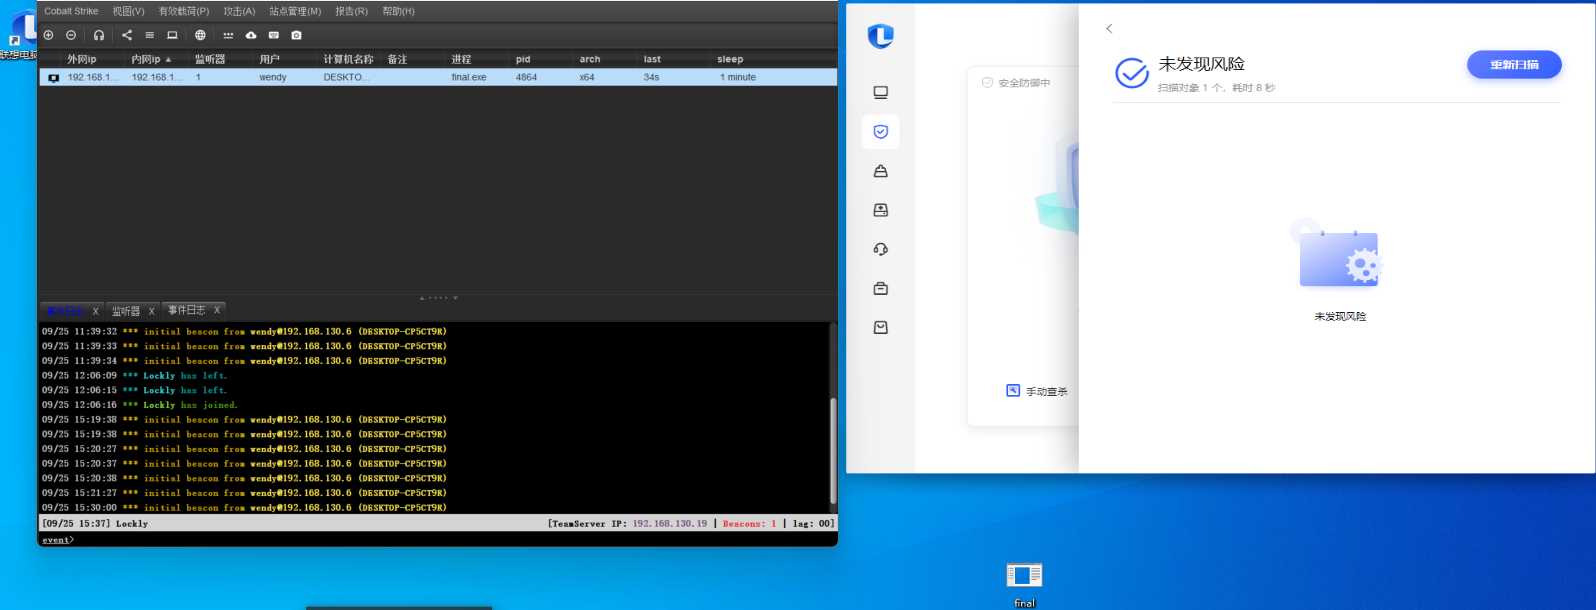 联想电脑
Cobalt Strike 视图(V) 有效载荷(P) 攻击(A) 站点管理(M) 报告(R) 帮助(H)
外网ip 内网ip ▲ 监听器 用户 计算机名称 备注 进程 pid arch last sleep
192.168.1... 192.168.1... 1 wendy DESKTO... final.exe 4864 x64 34s 1 minute
事件日志 X 监听器 X 事件日志 X
09/25 11:39:32 *** initial beacon from wendy@192.168.130.6 (DESKTOP-CP5CT9R)
09/25 11:39:33 *** initial beacon from wendy@192.168.130.6 (DESKTOP-CP5CT9R)
09/25 11:39:34 *** initial beacon from wendy@192.168.130.6 (DESKTOP-CP5CT9R)
09/25 12:06:09 *** Lockly has left.
09/25 12:06:15 *** Lockly has left.
09/25 12:06:16 *** Lockly has joined.
09/25 15:19:38 *** initial beacon from wendy@192.168.130.6 (DESKTOP-CP5CT9R)
09/25 15:19:38 *** initial beacon from wendy@192.168.130.6 (DESKTOP-CP5CT9R)
09/25 15:20:27 *** initial beacon from wendy@192.168.130.6 (DESKTOP-CP5CT9R)
09/25 15:20:37 *** initial beacon from wendy@192.168.130.6 (DESKTOP-CP5CT9R)
09/25 15:20:38 *** initial beacon from wendy@192.168.130.6 (DESKTOP-CP5CT9R)
09/25 15:21:27 *** initial beacon from wendy@192.168.130.6 (DESKTOP-CP5CT9R)
09/25 15:30:00 *** initial beacon from wendy@192.168.130.6 (DESKTOP-CP5CT9R)
[09/25 15:37] Lockly [TeamServer IP: 192.168.130.19 | Beacons: 1 | lag: 00]
event>
安全防御中
手动查杀
未发现风险
扫描对象 1 个，耗时 8 秒
重新扫描
未发现风险
final